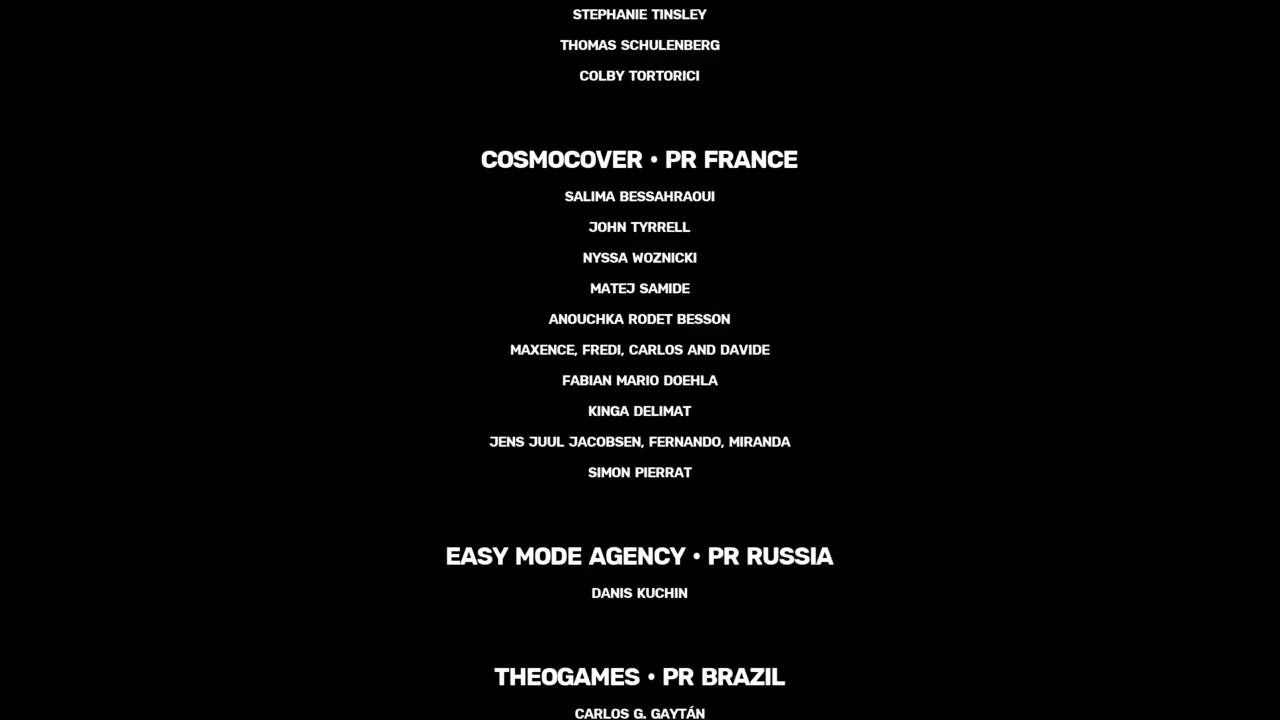 STEPHANIE TINSLEY
THOMAS SCHULENBERG
COLBY TORTORICI
COSMOCOVER • PR FRANCE
SALIMA BESSAHRAOUI
JOHN TYRRELL
NYSSA WOZNICKI
MATEJ SAMIDE
ANOUCHKA RODET BESSON
MAXENCE, FREDI, CARLOS AND DAVIDE
FABIAN MARIO DOEHLA
KINGA DELIMAT
JENS JUUL JACOBSEN, FERNANDO, MIRANDA
SIMON PIERRAT
EASY MODE AGENCY • PR RUSSIA
DANIS KUCHIN
THEOGAMES • PR BRAZIL
CARLOS G. GAYTÁN